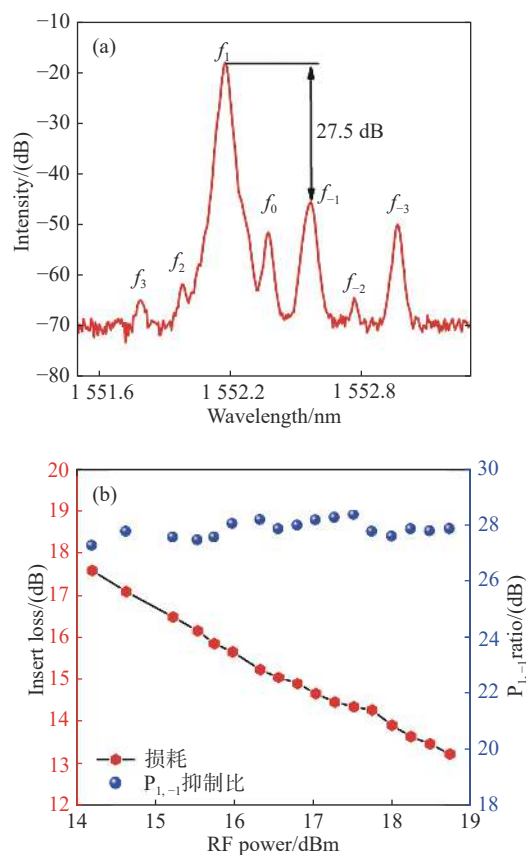 (a)
f₁
27.5 dB
f₀
f₋₁
f₋₃
f₂
f₃
f₋₂
Intensity/(dB)
−10
−20
−30
−40
−50
−60
−70
−80
1 551.6
1 552.2
1 552.8
Wavelength/nm
(b)
Insert loss/(dB)
20
19
18
17
16
15
14
13
12
30
28
26
24
22
20
18
P₁,₋₁ ratio/(dB)
损耗
P₁,₋₁抑制比
14
15
16
17
18
19
RF power/dBm